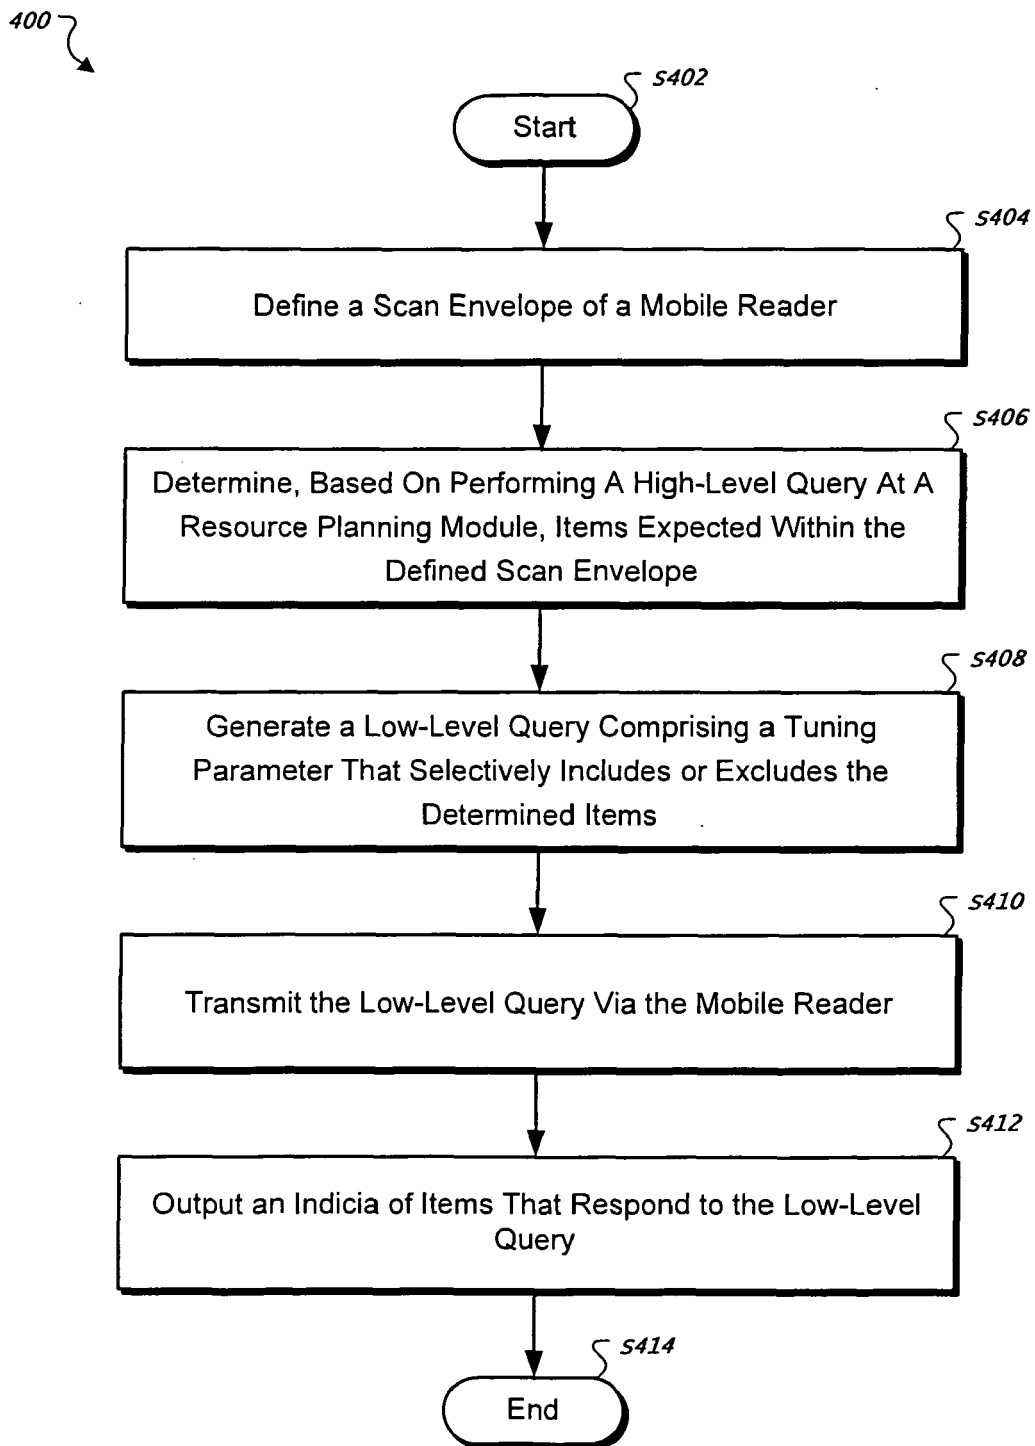 400
S402
Start
S404
Define a Scan Envelope of a Mobile Reader
S406
Determine, Based On Performing A High-Level Query At A
Resource Planning Module, Items Expected Within the
Defined Scan Envelope
S408
Generate a Low-Level Query Comprising a Tuning
Parameter That Selectively Includes or Excludes the
Determined Items
S410
Transmit the Low-Level Query Via the Mobile Reader
S412
Output an Indicia of Items That Respond to the Low-Level
Query
S414
End